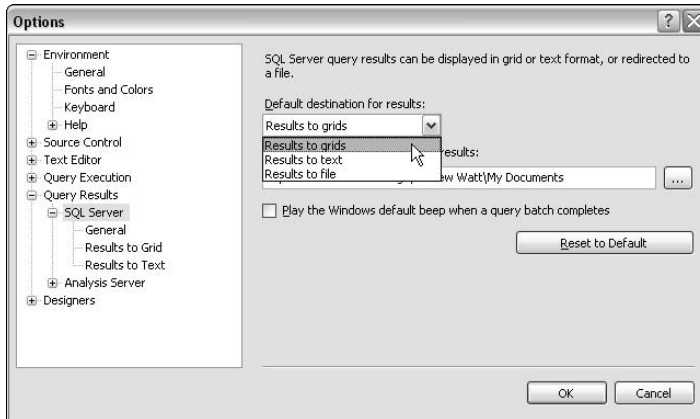 Options
Environment
General
Fonts and Colors
Keyboard
Help
Source Control
Text Editor
Query Execution
Query Results
SQL Server
General
Results to Grid
Results to Text
Analysis Server
Designers
SQL Server query results can be displayed in grid or text format, or redirected to
a file.
Default destination for results:
Results to grids
Results to grids
Results to text
Results to file
results:
Watt\My Documents
...
Play the Windows default beep when a query batch completes
Reset to Default
OK
Cancel